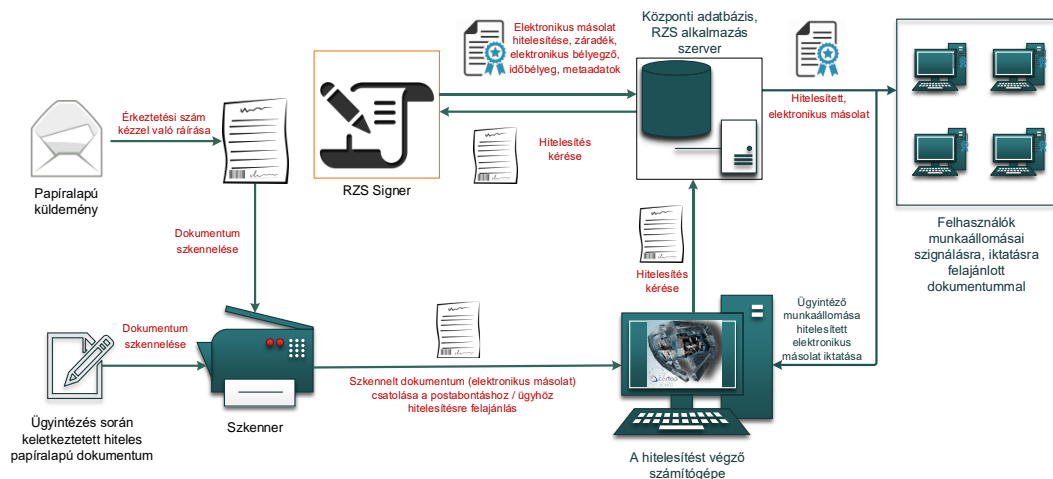 Elektronikus másolat
hitelesítése, záradék,
elektronikus bélyegző,
időbélyeg, metaadatok
Központi adatbázis,
RZS alkalmazás
szerver
Hitelesített,
elektronikus másolat
Érkeztetési szám
kézzel való ráírása
Hitelesítés
kérése
Papíralapú
küldemény
RZS Signer
Felhasználók
munkaállomásai
szignálásra, iktatásra
felajánlott
dokumentummal
Dokumentum
szkennelése
Hitelesítés
kérése
Ügyintéző
munkaállomása
hitelesített
elektronikus
másolat iktatása
Dokumentum
szkennelése
certop
Szkennelt dokumentum (elektronikus másolat)
csatolása a postabontáshoz / ügyhöz
hitelesítésre felajánlás
Ügyintézés során
keletkeztetett hiteles
papíralapú dokumentum
Szkenner
A hitelesítést végző
számítógépe